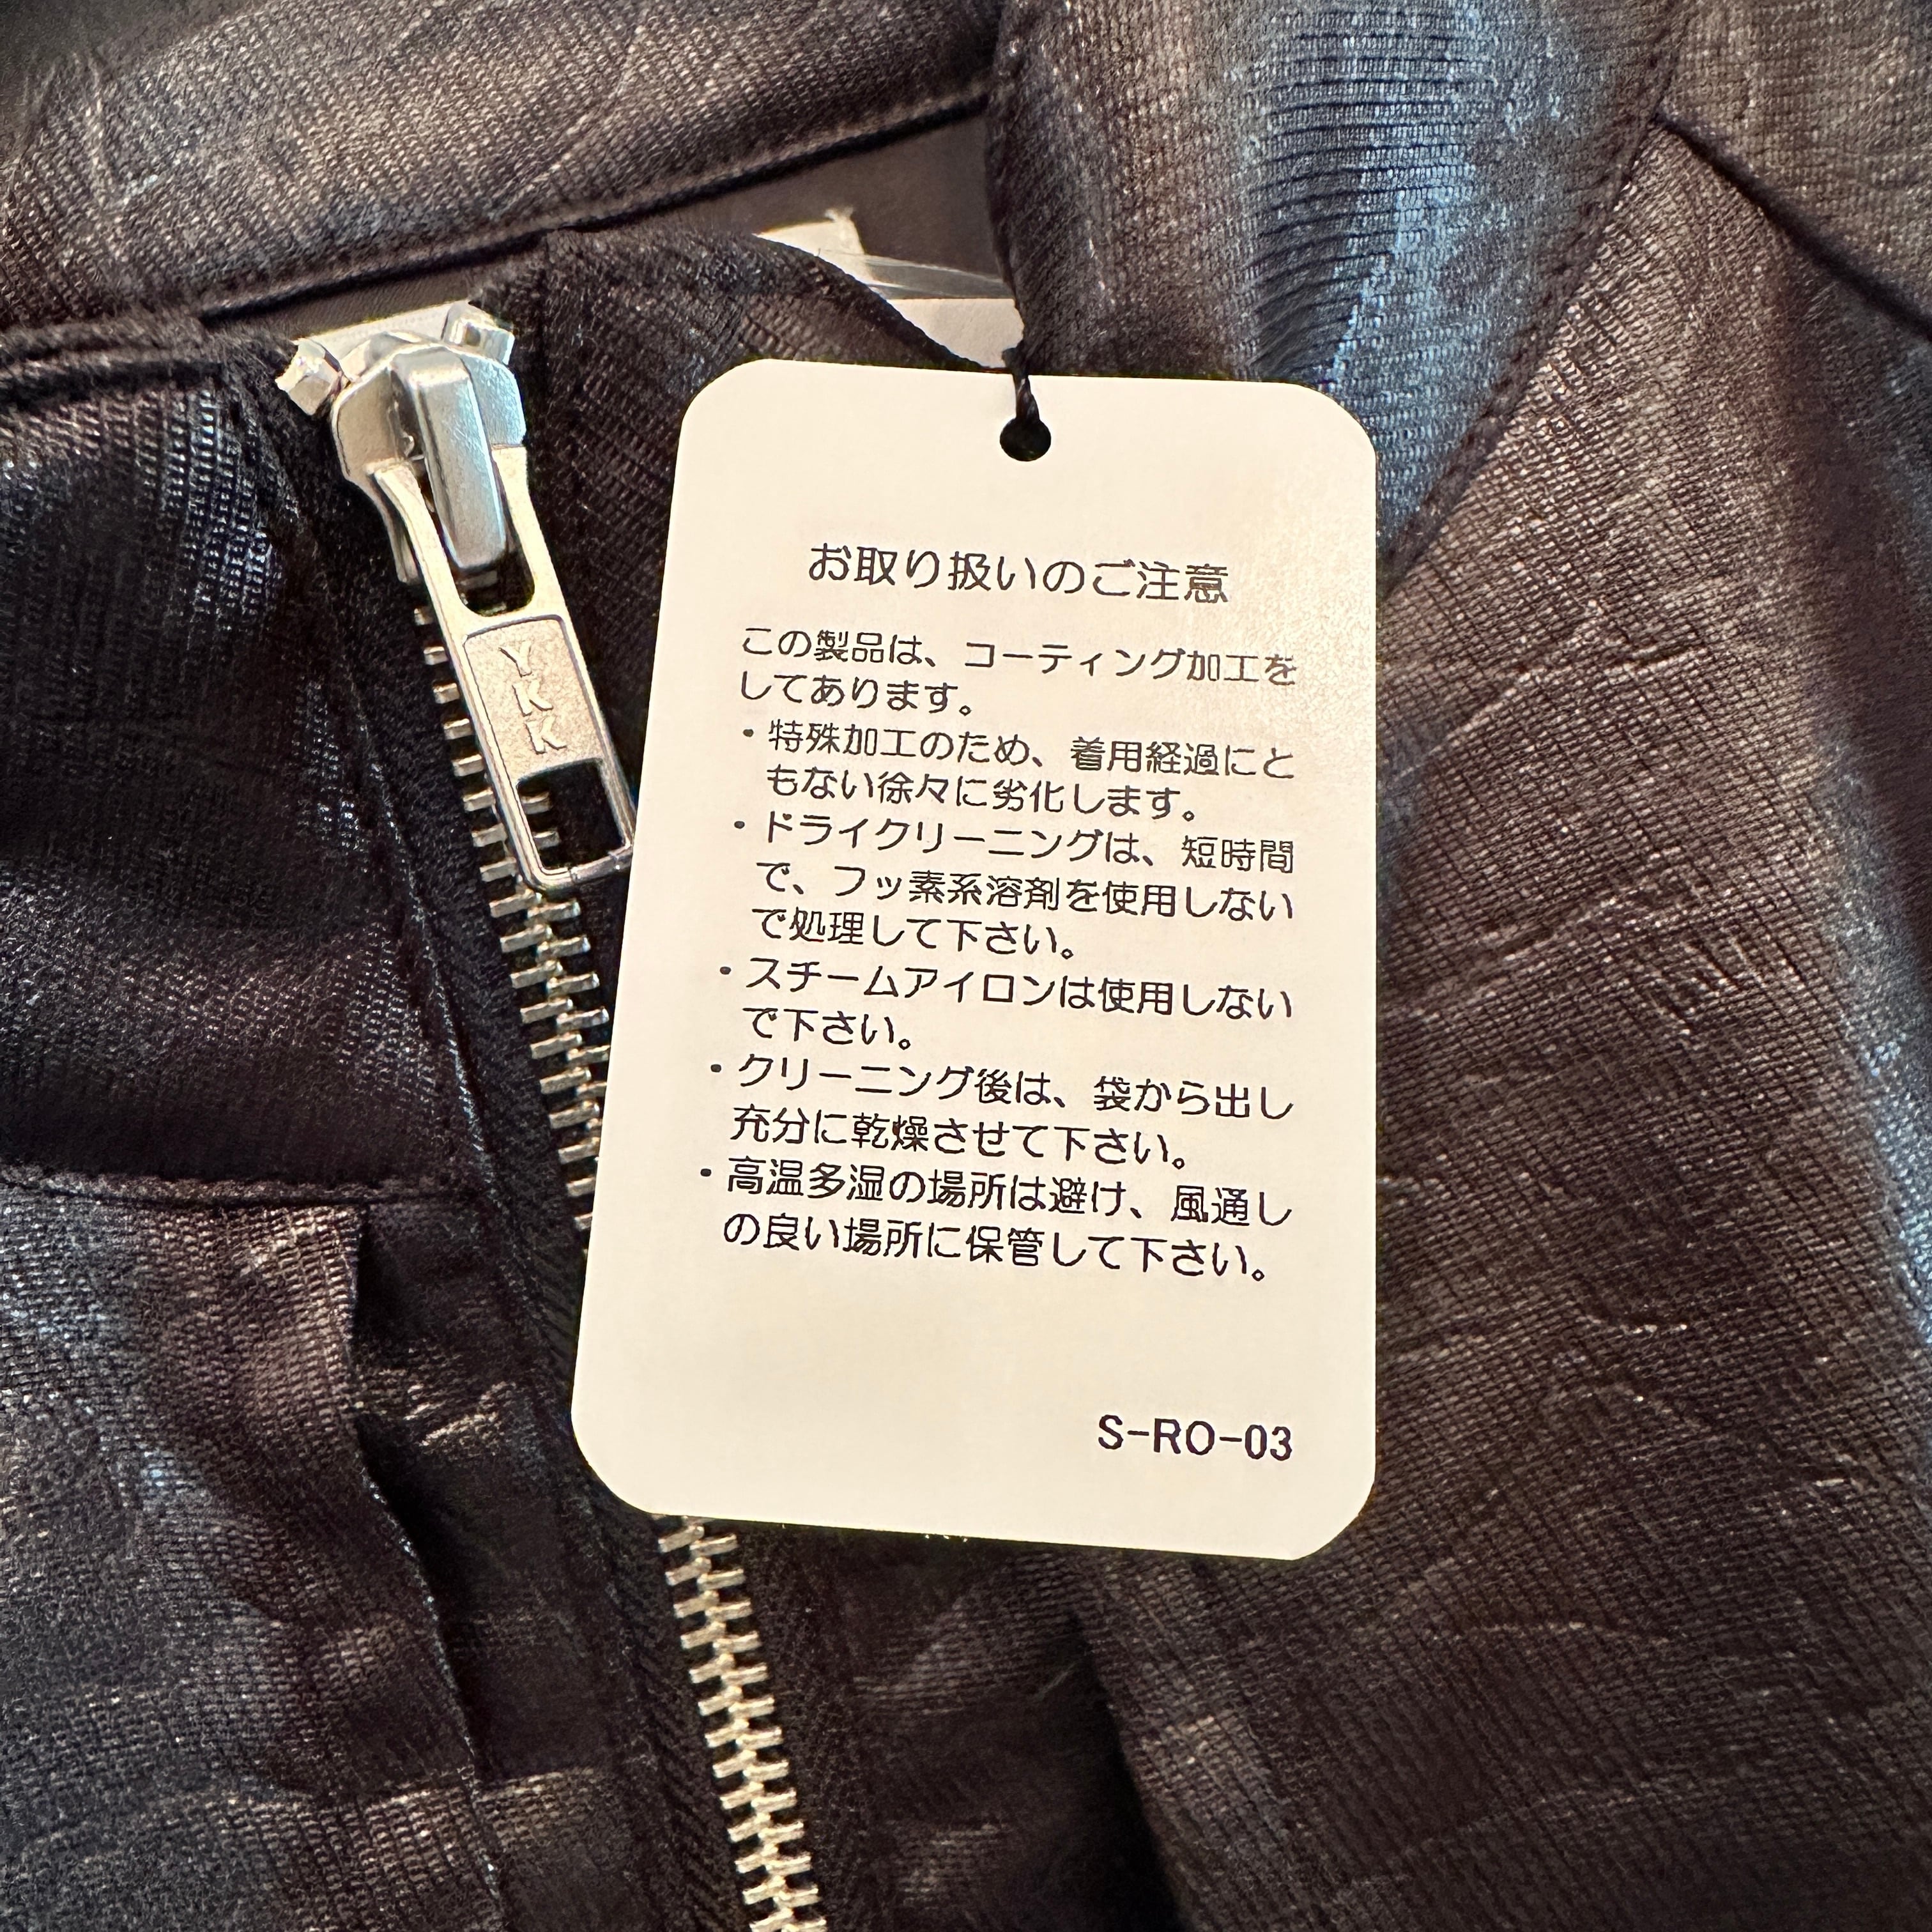 YKK
お取り扱いのご注意
この製品は、コーティング加工を
してあります。
・特殊加工のため、着用経過にと
もない徐々に劣化します。
・ドライクリーニングは、短時間
で、フッ素系溶剤を使用しない
で処理して下さい。
・スチームアイロンは使用しない
で下さい。
・クリーニング後は、袋から出し
充分に乾燥させて下さい。
・高温多湿の場所は避け、風通し
の良い場所に保管して下さい。
S-RO-03